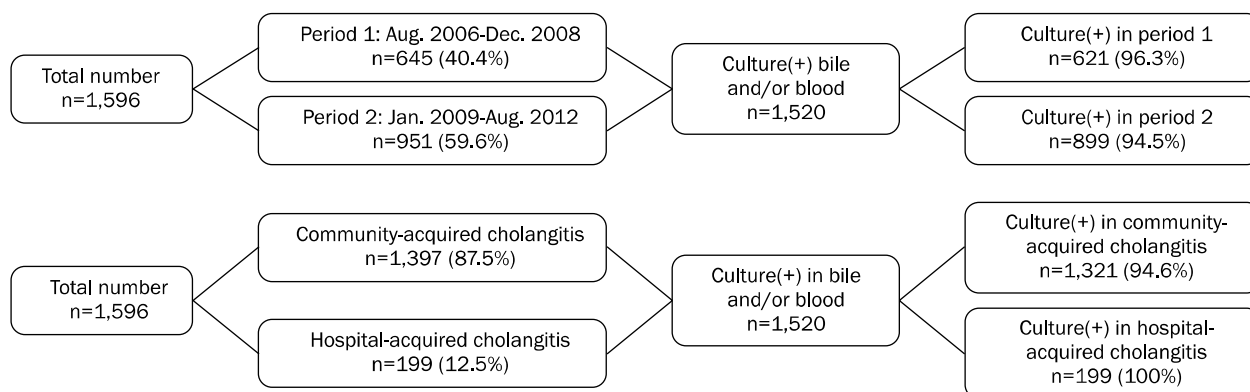 Total number
n=1,596
Period 1: Aug. 2006-Dec. 2008
n=645 (40.4%)
Period 2: Jan. 2009-Aug. 2012
n=951 (59.6%)
Culture(+) bile
and/or blood
n=1,520
Culture(+) in period 1
n=621 (96.3%)
Culture(+) in period 2
n=899 (94.5%)
Total number
n=1,596
Community-acquired cholangitis
n=1,397 (87.5%)
Hospital-acquired cholangitis
n=199 (12.5%)
Culture(+) in bile
and/or blood
n=1,520
Culture(+) in community-
acquired cholangitis
n=1,321 (94.6%)
Culture(+) in hospital-
acquired cholangitis
n=199 (100%)